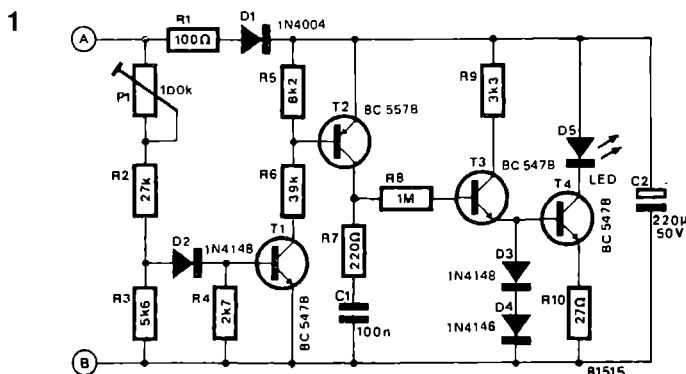 1
A
R1
100Ω
D1
1N4004
P1
100k
R5
8k2
T2
BC 557B
R9
3k3
R2
27k
R6
39k
R8
1M
T3
BC 547B
D5
LED
T4
BC 547B
C2
220µ
50V
D2
1N4148
T1
BC 547B
R7
220Ω
C1
100n
D3
1N4148
D4
1N4146
R3
5k6
R4
2k7
R10
27Ω
B
81515